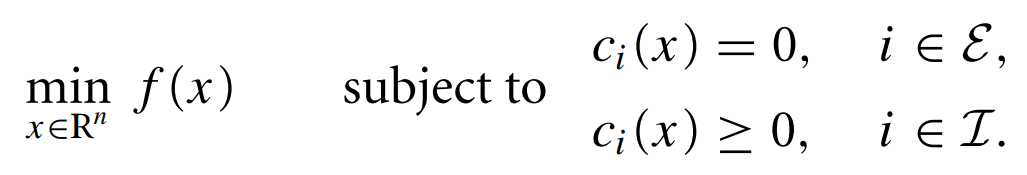 min f(x) subject to c_i(x) = 0, i ∈ ℰ,
x∈Rⁿ c_i(x) ≥ 0, i ∈ ℐ.